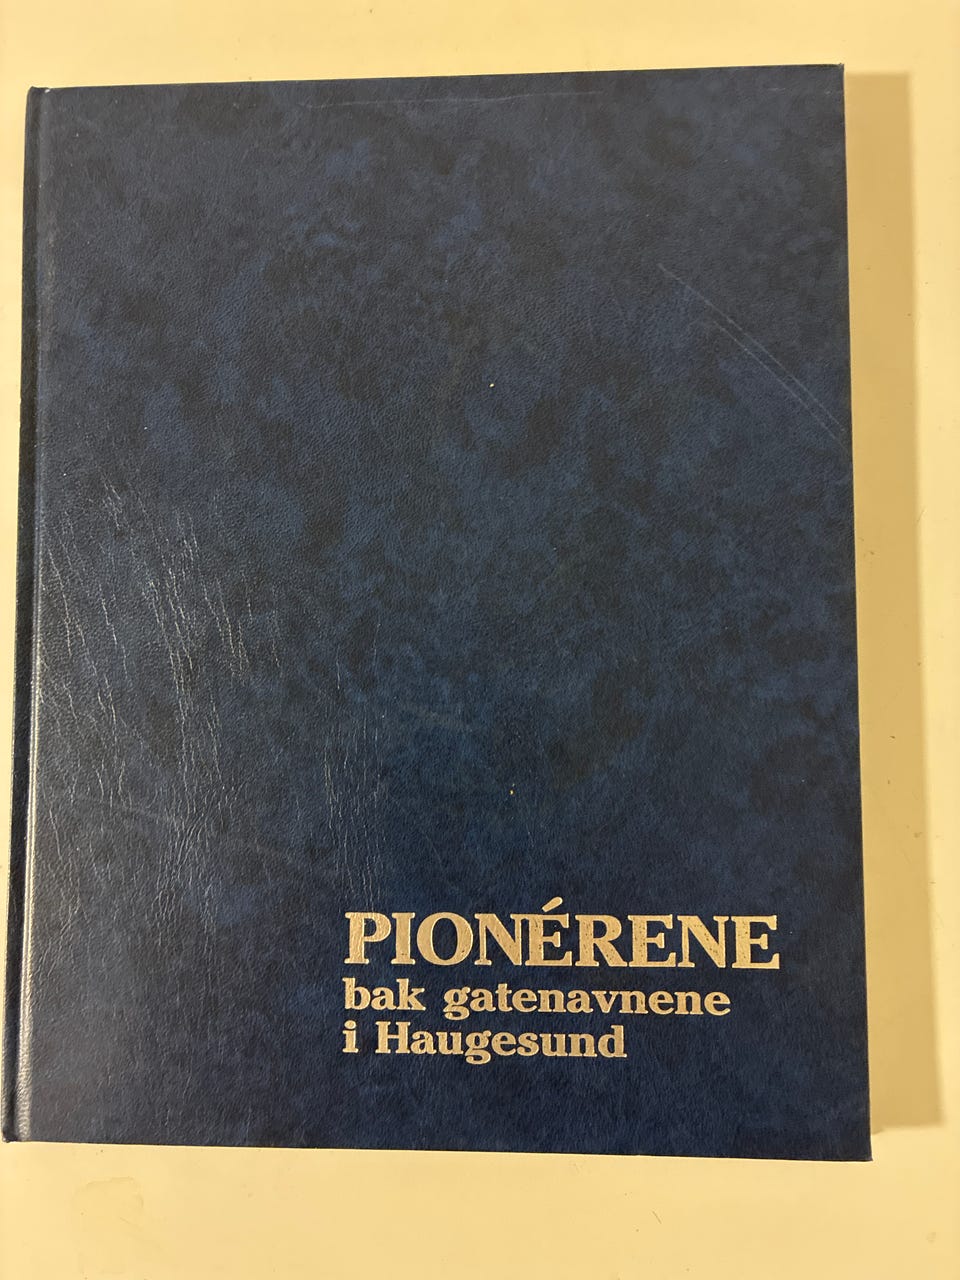 PIONÉRENE
bak gatenavnene
i Haugesund